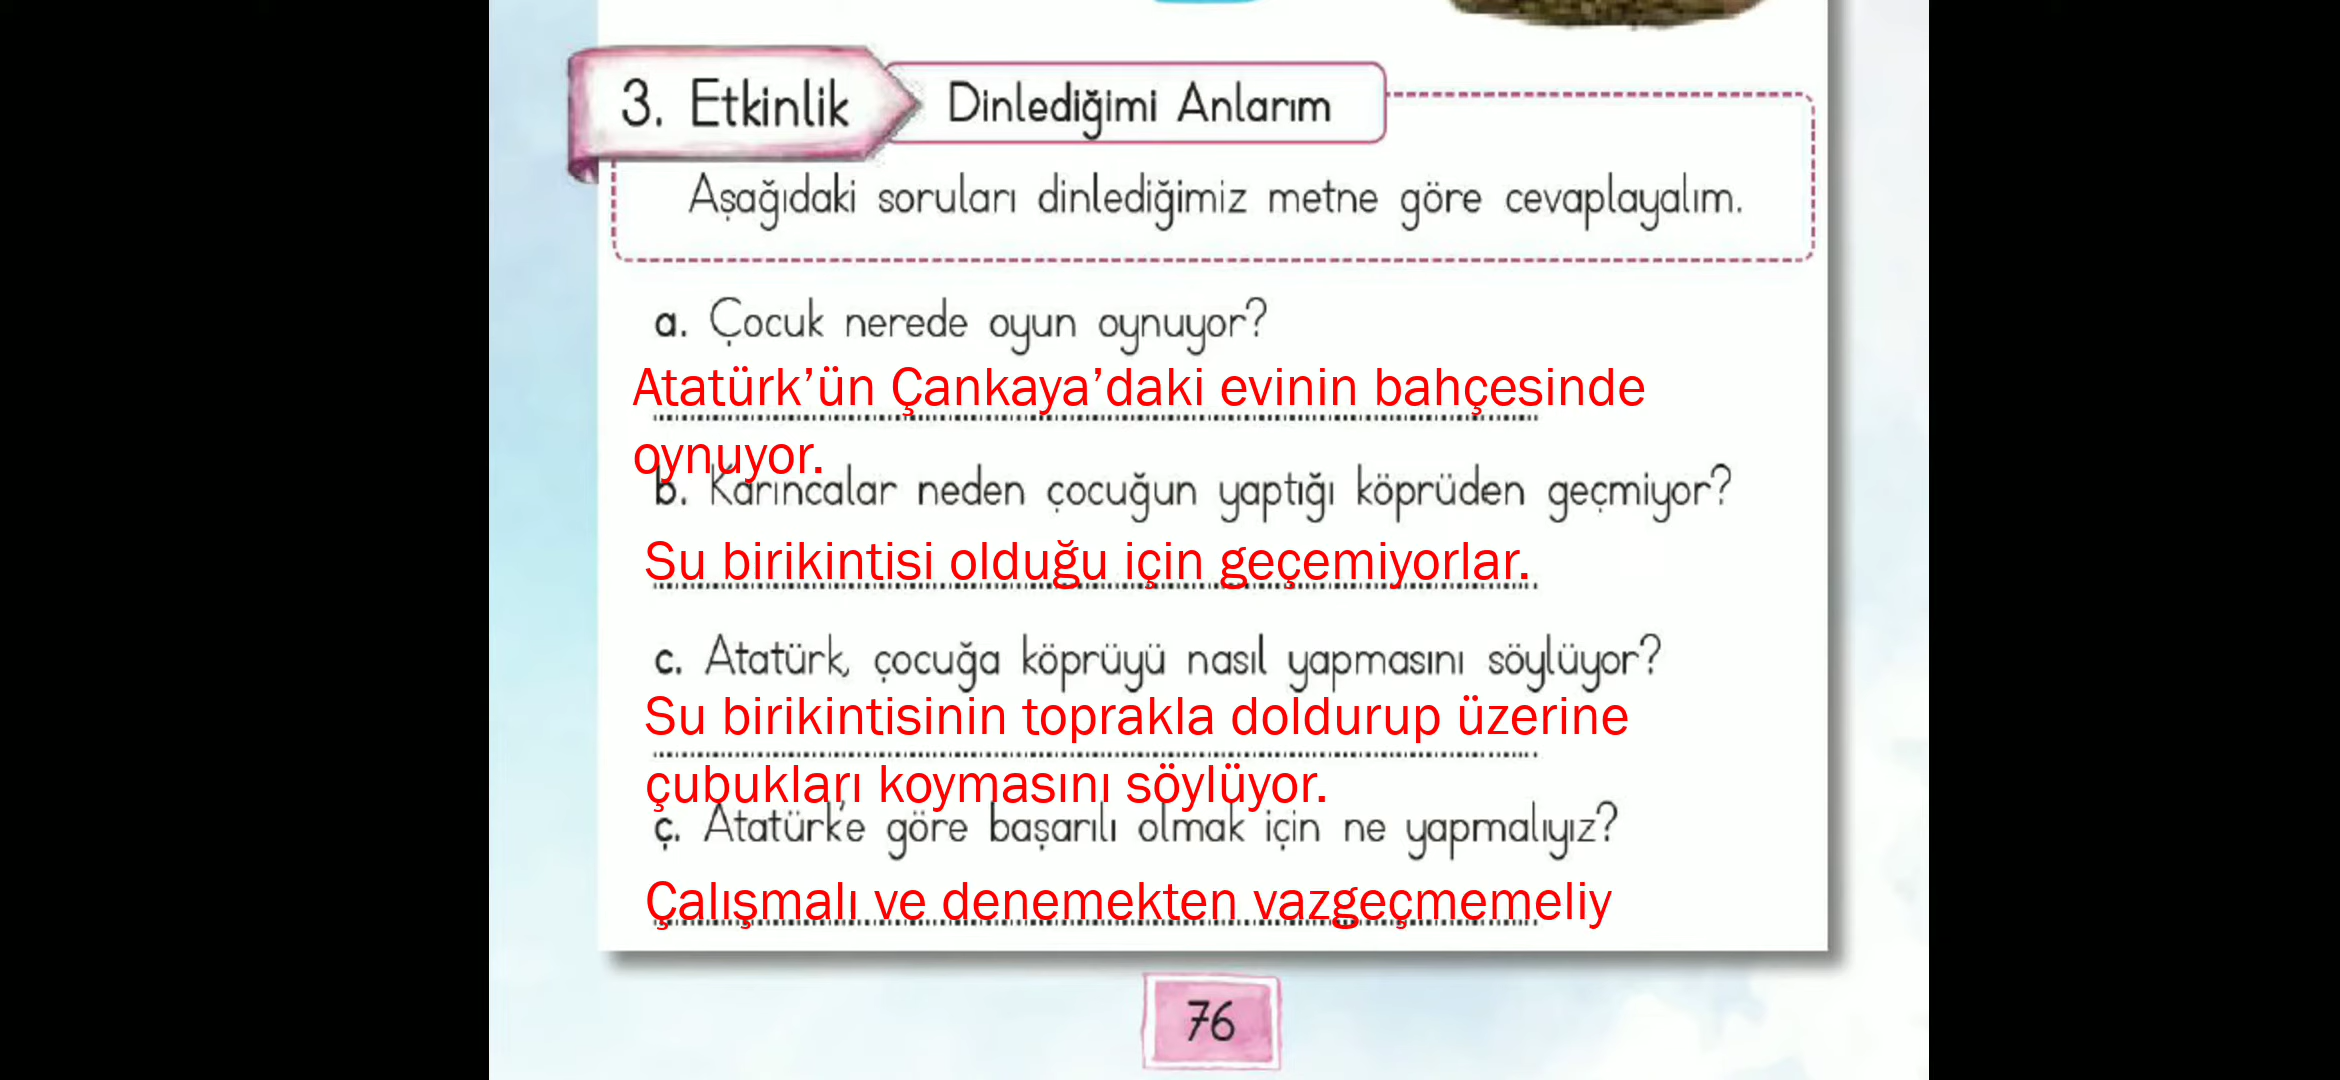 3. Etkinlik
Dinlediğimi Anlarım
Aşağıdaki soruları dinlediğimiz metne göre cevaplayalım.
a. Çocuk nerede oyun oynuyor?
Atatürk’ün Çankaya’daki evinin bahçesinde
oynuyor.
b. Karıncalar neden çocuğun yaptığı köprüden geçmiyor?
Su birikintisi olduğu için geçemiyorlar.
c. Atatürk, çocuğa köprüyü nasıl yapmasını söylüyor?
Su birikintisinin toprakla doldurup üzerine
çubukları koymasını söylüyor.
ç. Atatürk'e göre başarılı olmak için ne yapmalıyız?
Çalışmalı ve denemekten vazgeçmemeliy
76